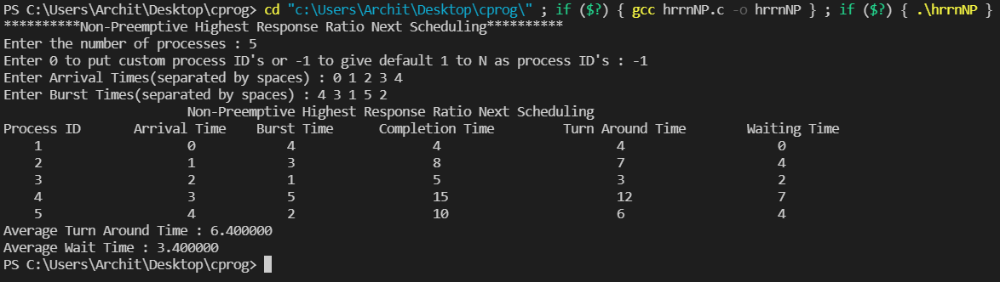 PS C:\Users\Archit\Desktop\cprog> cd "c:\Users\Archit\Desktop\cprog\" ; if ($?) { gcc hrrnNP.c -o hrrnNP } ; if ($?) { .\hrrnNP }
**********Non-Preemptive Highest Response Ratio Next Scheduling**********
Enter the number of processes : 5
Enter 0 to put custom process ID's or -1 to give default 1 to N as process ID's : -1
Enter Arrival Times(separated by spaces) : 0 1 2 3 4
Enter Burst Times(separated by spaces) : 4 3 1 5 2
Non-Preemptive Highest Response Ratio Next Scheduling
Process ID Arrival Time Burst Time Completion Time Turn Around Time Waiting Time
1 0 4 4 4 0
2 1 3 8 7 4
3 2 1 5 3 2
4 3 5 15 12 7
5 4 2 10 6 4
Average Turn Around Time : 6.400000
Average Wait Time : 3.400000
PS C:\Users\Archit\Desktop\cprog>